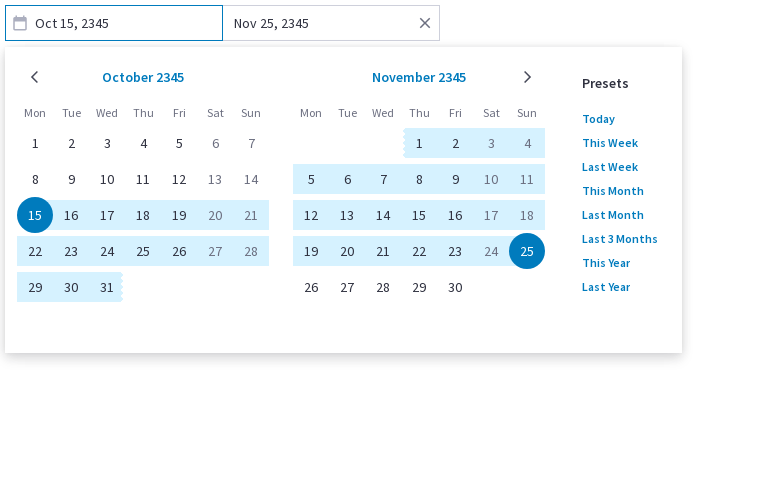 Oct 15, 2345 Nov 25, 2345
October 2345
Mon Tue Wed Thu Fri Sat Sun
1 2 3 4 5 6 7
8 9 10 11 12 13 14
15 16 17 18 19 20 21
22 23 24 25 26 27 28
29 30 31
November 2345
Mon Tue Wed Thu Fri Sat Sun
1 2 3 4
5 6 7 8 9 10 11
12 13 14 15 16 17 18
19 20 21 22 23 24 25
26 27 28 29 30
Presets
Today
This Week
Last Week
This Month
Last Month
Last 3 Months
This Year
Last Year